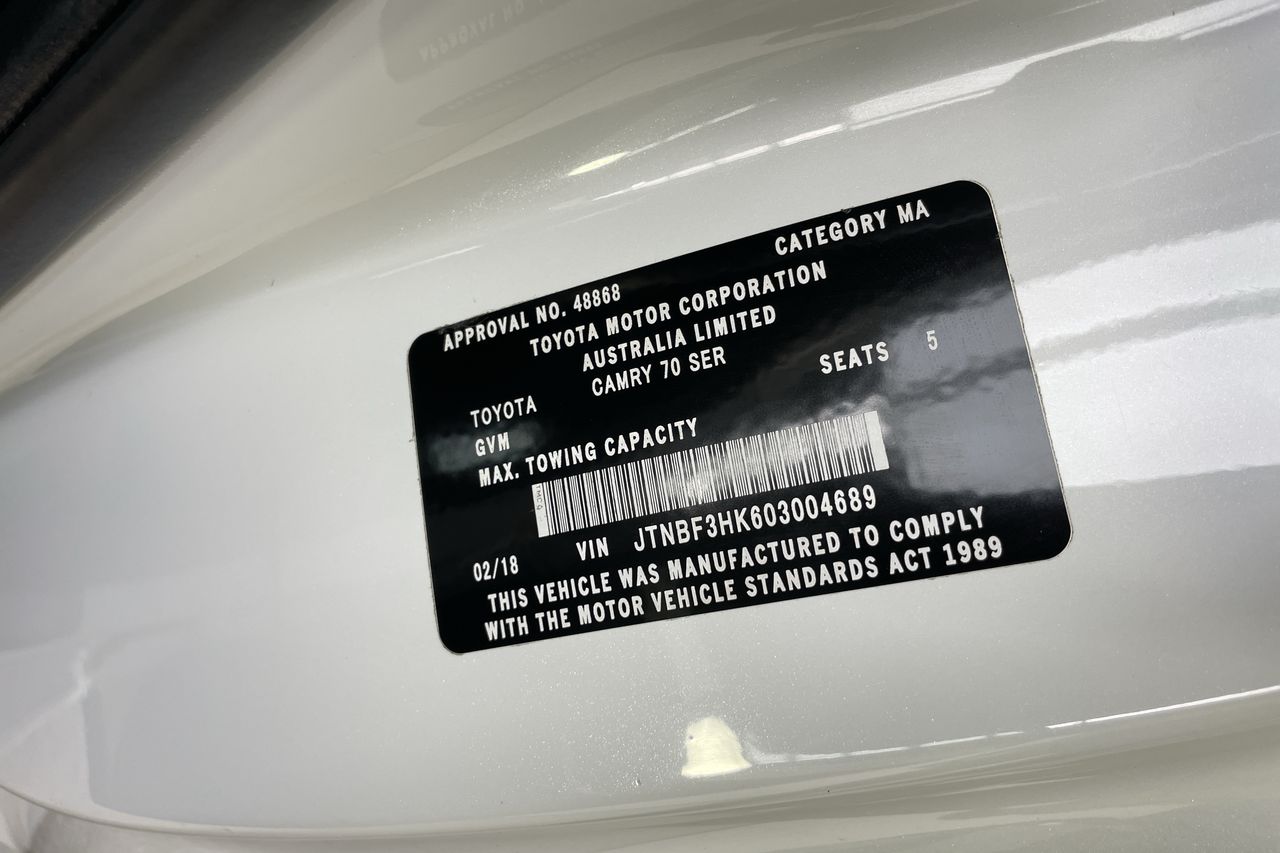 APPROVAL NO. 48868 CATEGORY MA
TOYOTA MOTOR CORPORATION
AUSTRALIA LIMITED
CAMRY 70 SER
TOYOTA SEATS 5
GVM
MAX. TOWING CAPACITY
TMCQ
02/18 VIN JTNBF3HK603004689
THIS VEHICLE WAS MANUFACTURED TO COMPLY
WITH THE MOTOR VEHICLE STANDARDS ACT 1989